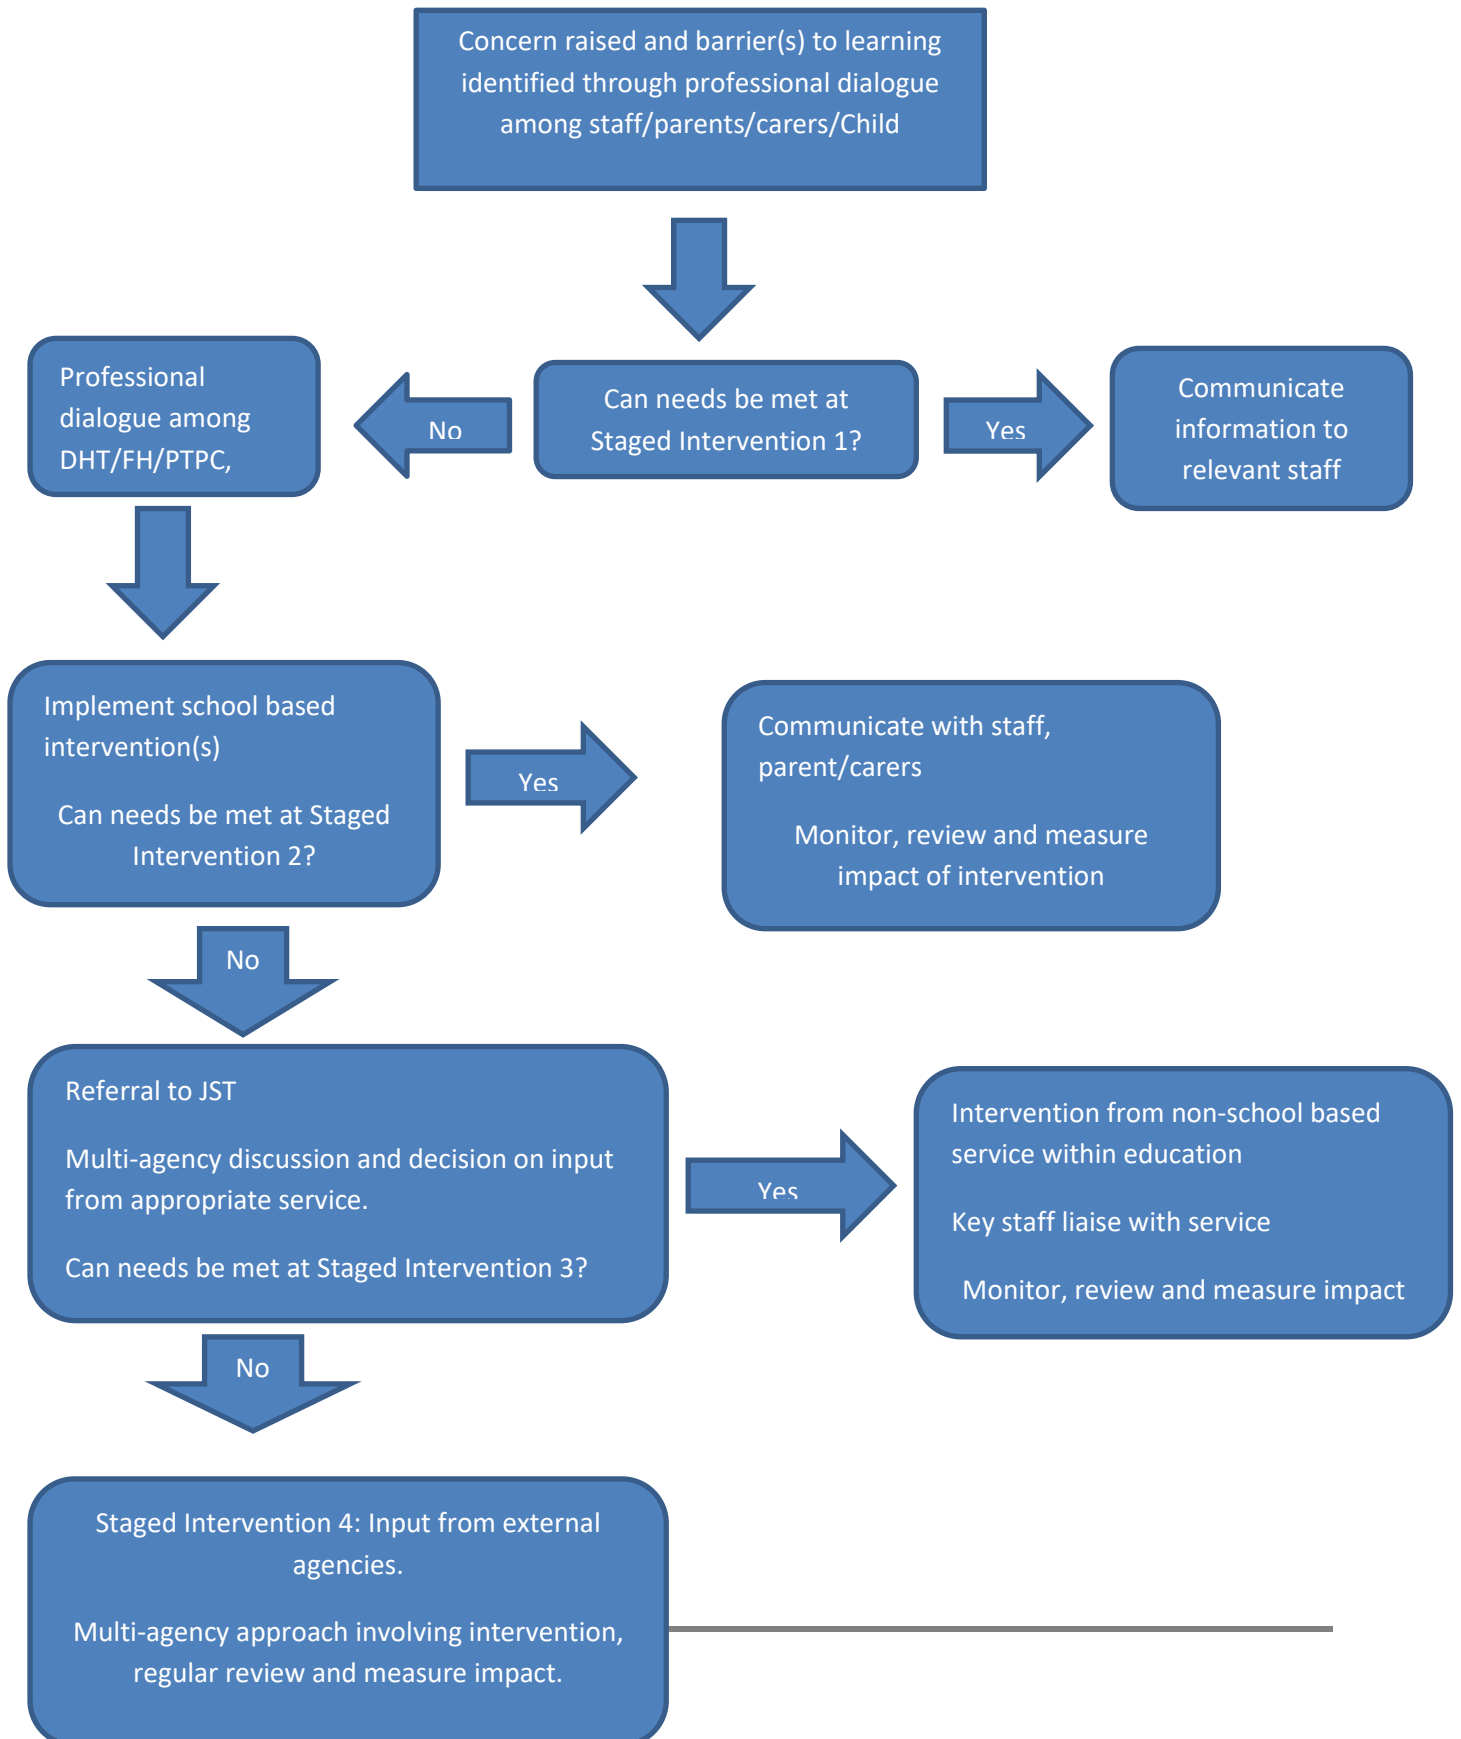 Concern raised and barrier(s) to learning
identified through professional dialogue
among staff/parents/carers/Child
Professional
dialogue among
DHT/FH/PTPC,
No
Can needs be met at
Staged Intervention 1?
Yes
Communicate
information to
relevant staff
Implement school based
intervention(s)
Can needs be met at Staged
Intervention 2?
Yes
Communicate with staff,
parent/carers
Monitor, review and measure
impact of intervention
No
Referral to JST
Multi-agency discussion and decision on input
from appropriate service.
Can needs be met at Staged Intervention 3?
Yes
Intervention from non-school based
service within education
Key staff liaise with service
Monitor, review and measure impact
No
Staged Intervention 4: Input from external
agencies.
Multi-agency approach involving intervention,
regular review and measure impact.